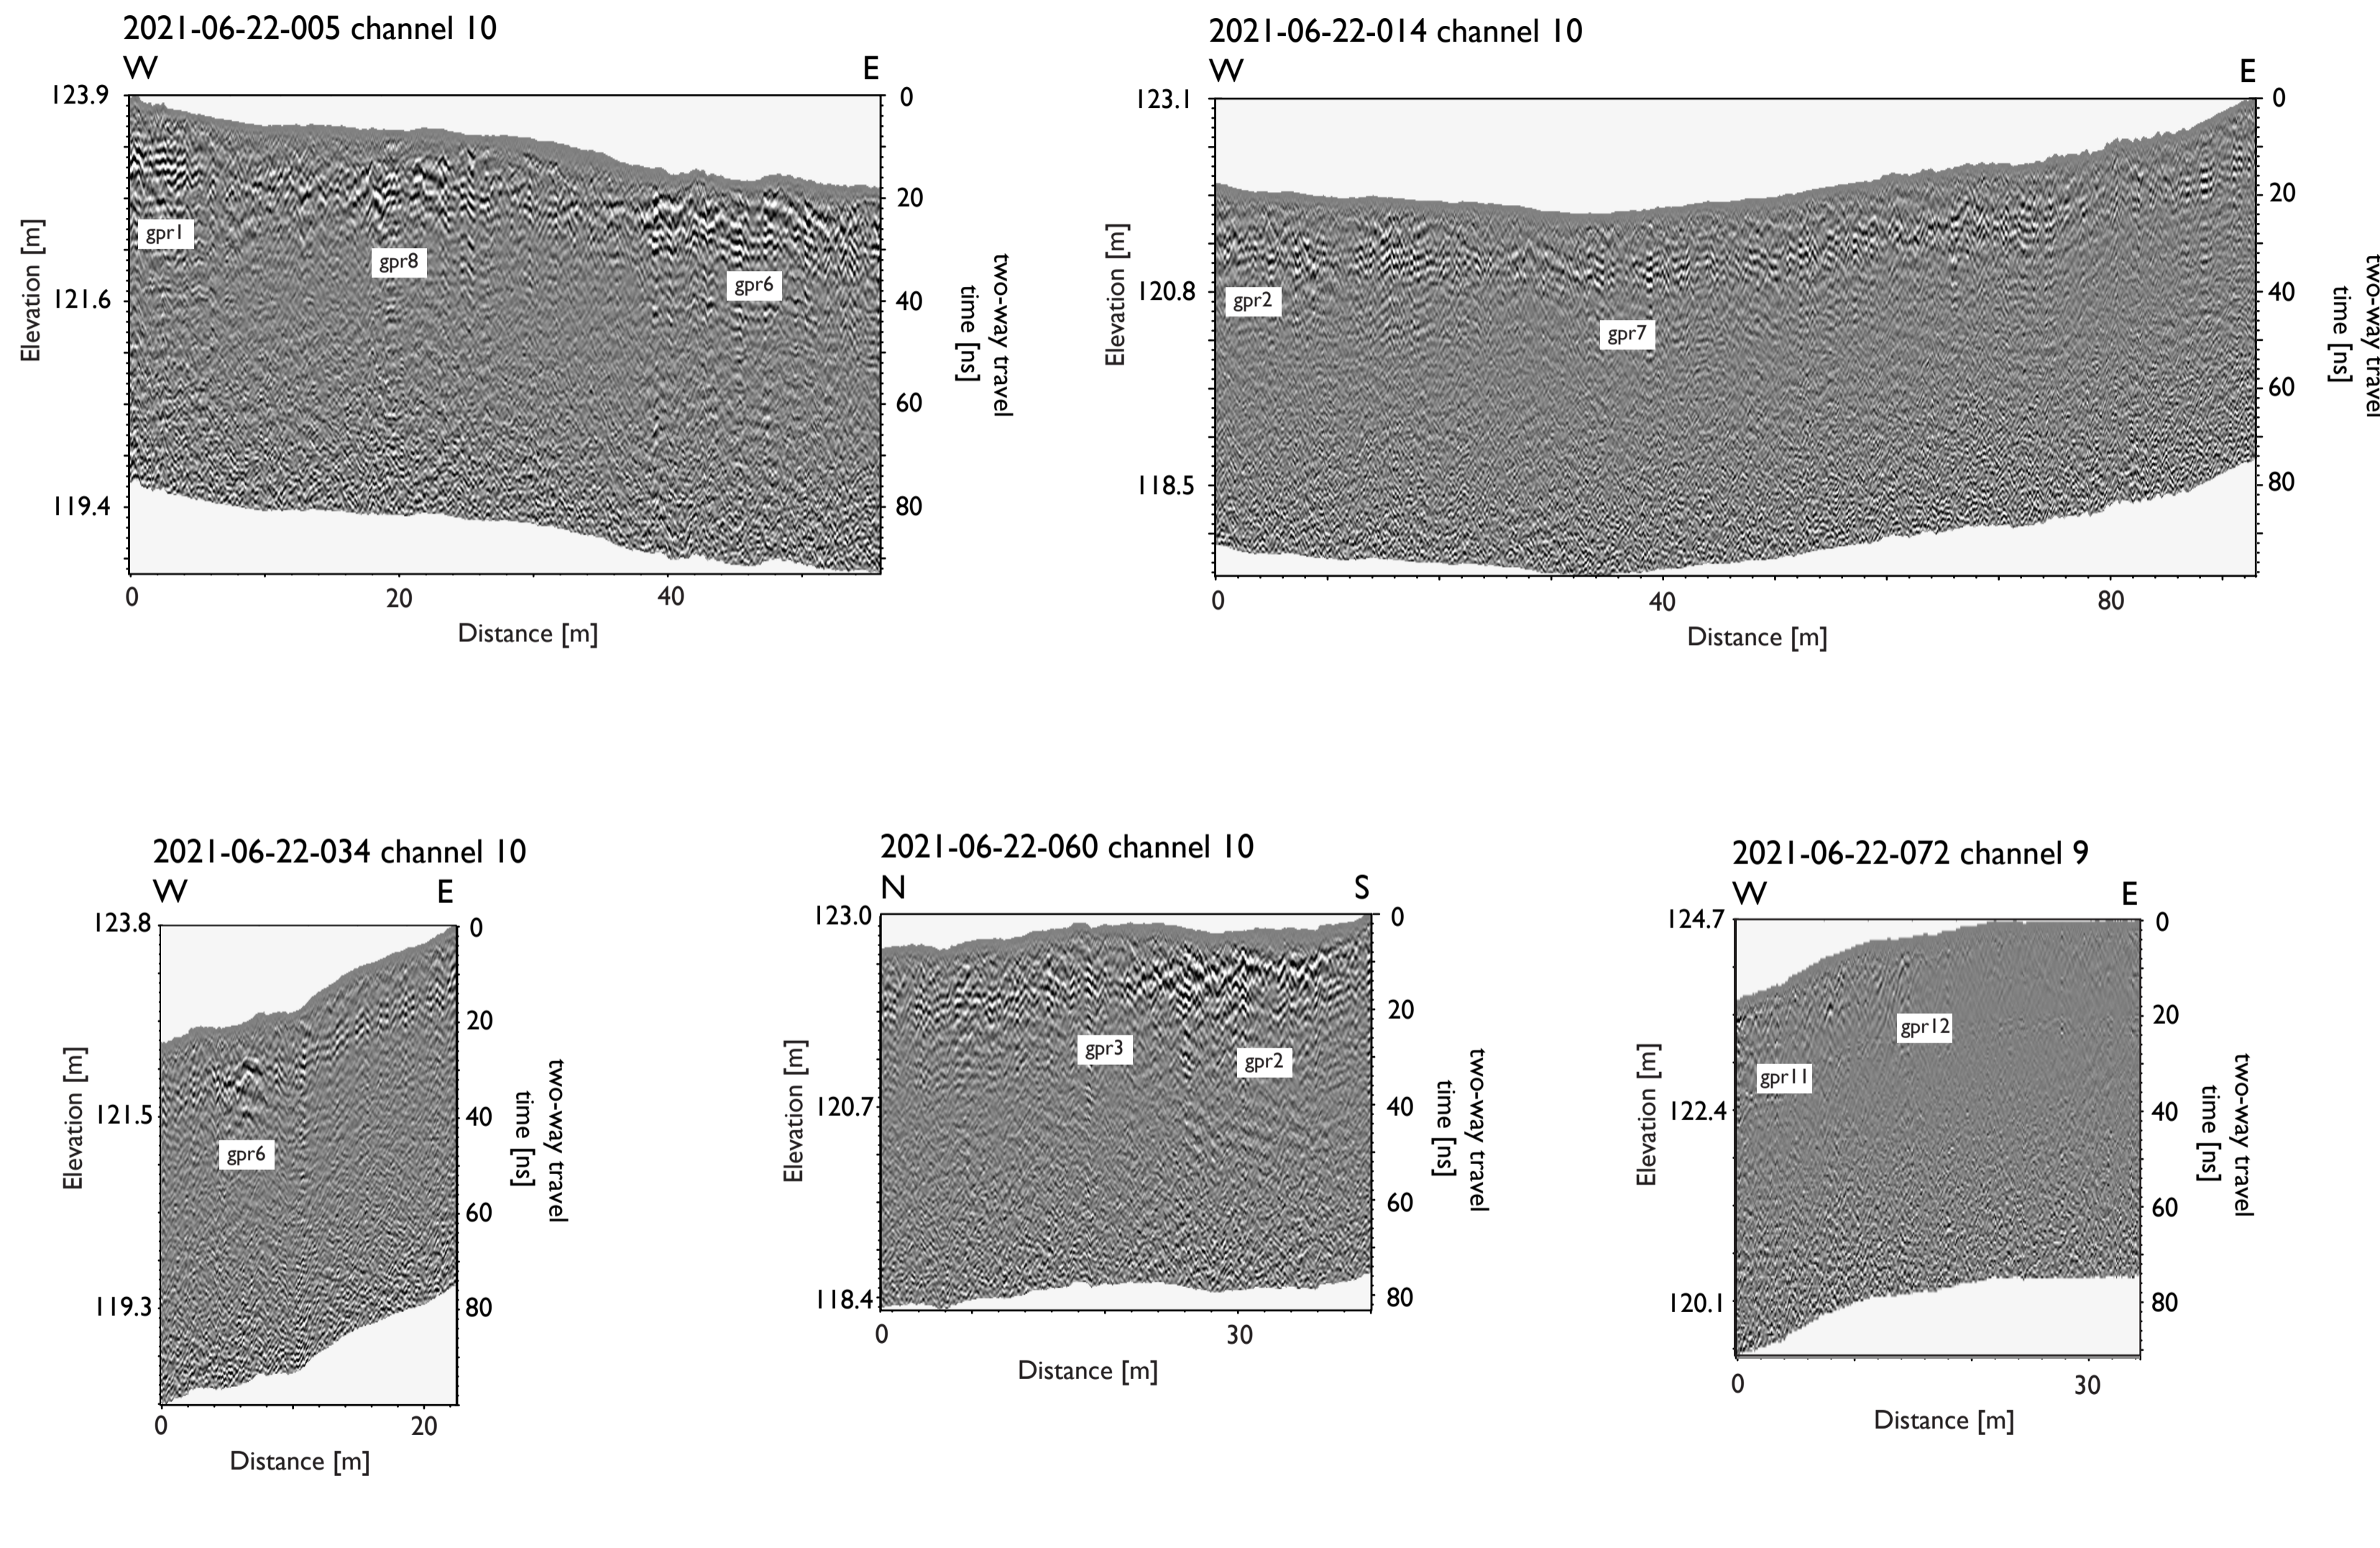 2021-06-22-005 channel 10
W E
123.9
121.6
119.4
Elevation [m]
gpr1
gpr8
gpr6
0
20
40
60
80
two-way travel
time [ns]
0 20 40
Distance [m]
2021-06-22-014 channel 10
W E
123.1
120.8
118.5
Elevation [m]
gpr2
gpr7
0
20
40
60
80
two-way travel
time [ns]
0 40 80
Distance [m]
2021-06-22-034 channel 10
W E
123.8
121.5
119.3
Elevation [m]
gpr6
0
20
40
60
80
two-way travel
time [ns]
0 20
Distance [m]
2021-06-22-060 channel 10
N S
123.0
120.7
118.4
Elevation [m]
gpr3
gpr2
0
20
40
60
80
two-way travel
time [ns]
0 30
Distance [m]
2021-06-22-072 channel 9
W E
124.7
122.4
120.1
Elevation [m]
gpr11
gpr12
0
20
40
60
80
two-way travel
time [ns]
0 30
Distance [m]